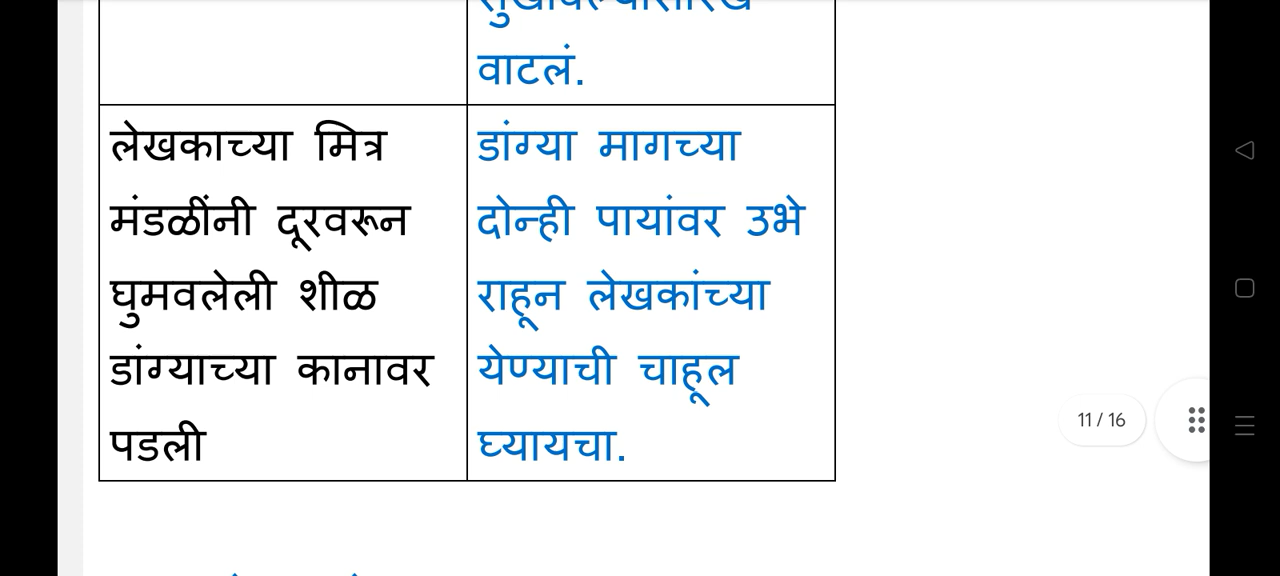 वाटलं.
लेखकाच्या मित्र
मंडळींनी दूरवरून
घुमवलेली शीळ
डांग्याच्या कानावर
पडली
डांग्या मागच्या
दोन्ही पायांवर उभे
राहून लेखकांच्या
येण्याची चाहूल
घ्यायचा.
11 / 16